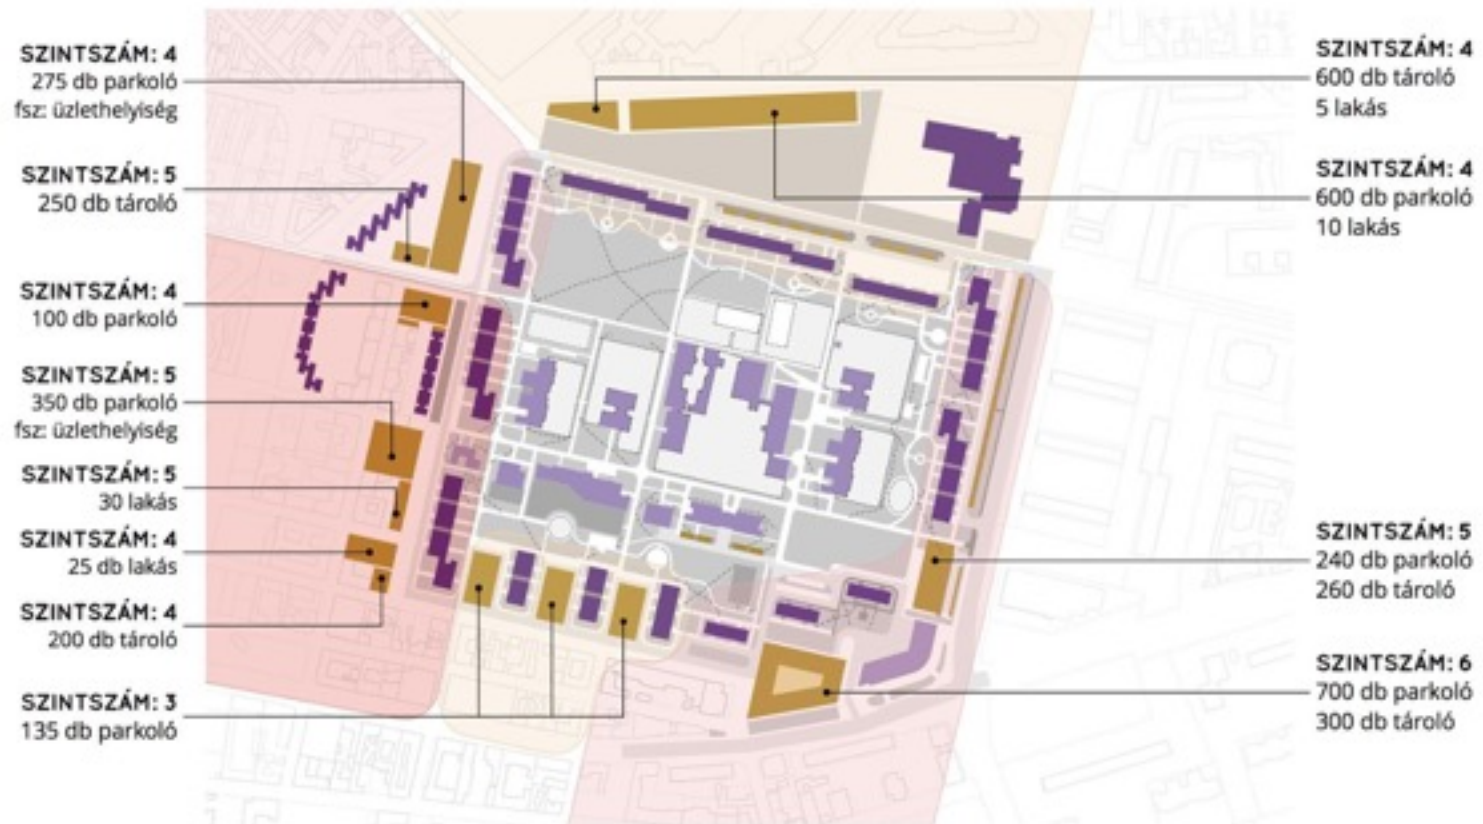 SZINTSZÁM: 4
275 db parkoló
fsz: üzlethelyiség
SZINTSZÁM: 5
250 db tároló
SZINTSZÁM: 4
100 db parkoló
SZINTSZÁM: 5
350 db parkoló
fsz: üzlethelyiség
SZINTSZÁM: 5
30 lakás
SZINTSZÁM: 4
25 db lakás
SZINTSZÁM: 4
200 db tároló
SZINTSZÁM: 3
135 db parkoló
SZINTSZÁM: 4
600 db tároló
5 lakás
SZINTSZÁM: 4
600 db parkoló
10 lakás
SZINTSZÁM: 5
240 db parkoló
260 db tároló
SZINTSZÁM: 6
700 db parkoló
300 db tároló